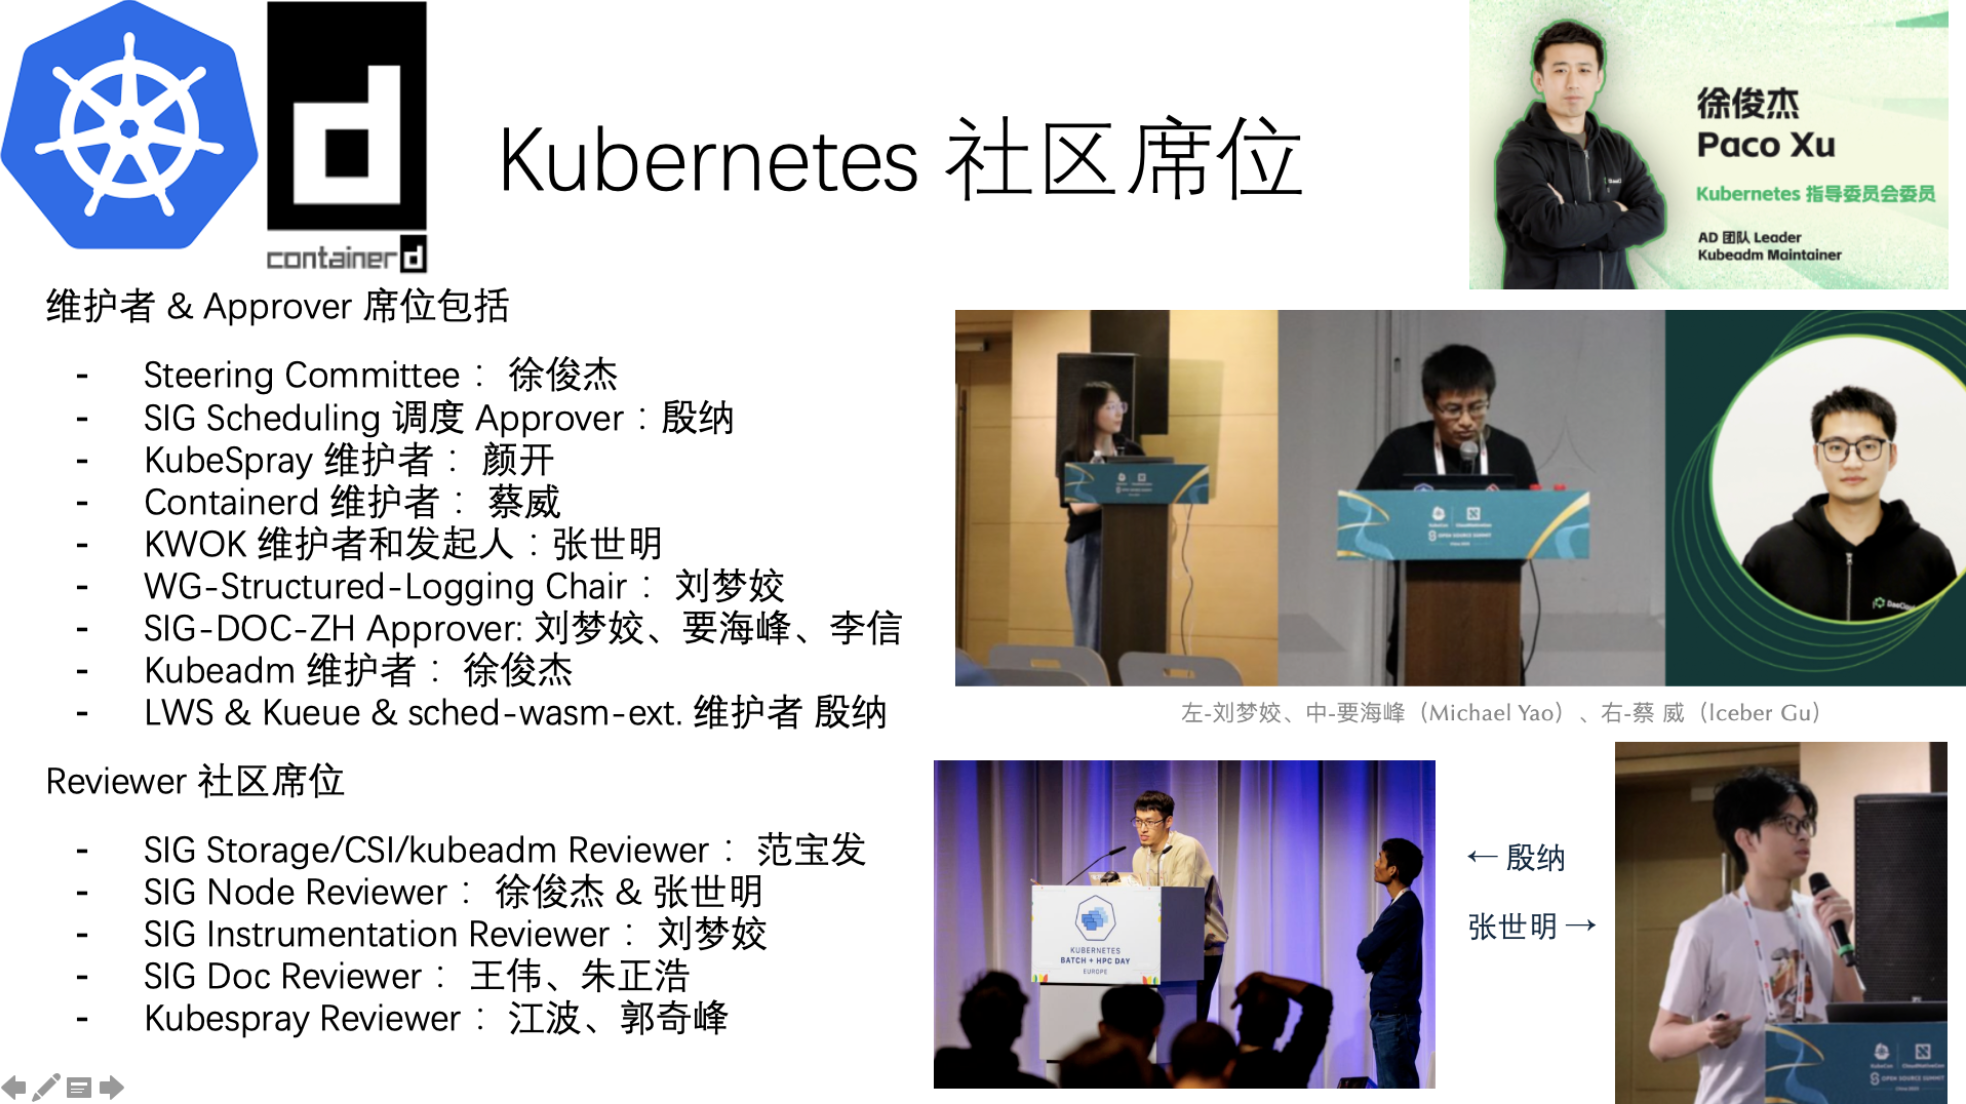 containerd
Kubernetes 社区席位
徐俊杰
Paco Xu
Kubernetes 指导委员会委员
AD 团队 Leader
Kubeadm Maintainer
维护者 & Approver 席位包括
- Steering Committee： 徐俊杰
- SIG Scheduling 调度 Approver：殷纳
- KubeSpray 维护者： 颜开
- Containerd 维护者： 蔡威
- KWOK 维护者和发起人：张世明
- WG-Structured-Logging Chair： 刘梦姣
- SIG-DOC-ZH Approver: 刘梦姣、要海峰、李信
- Kubeadm 维护者： 徐俊杰
- LWS & Kueue & sched-wasm-ext. 维护者 殷纳
左-刘梦姣、中-要海峰（Michael Yao）、右-蔡 威（Iceber Gu）
Reviewer 社区席位
- SIG Storage/CSI/kubeadm Reviewer： 范宝发
- SIG Node Reviewer： 徐俊杰 & 张世明
- SIG Instrumentation Reviewer： 刘梦姣
- SIG Doc Reviewer： 王伟、朱正浩
- Kubespray Reviewer： 江波、郭奇峰
KUBERNETES
BATCH + HPC DAY
EUROPE
← 殷纳
张世明 →
OPEN SOURCE SUMMIT